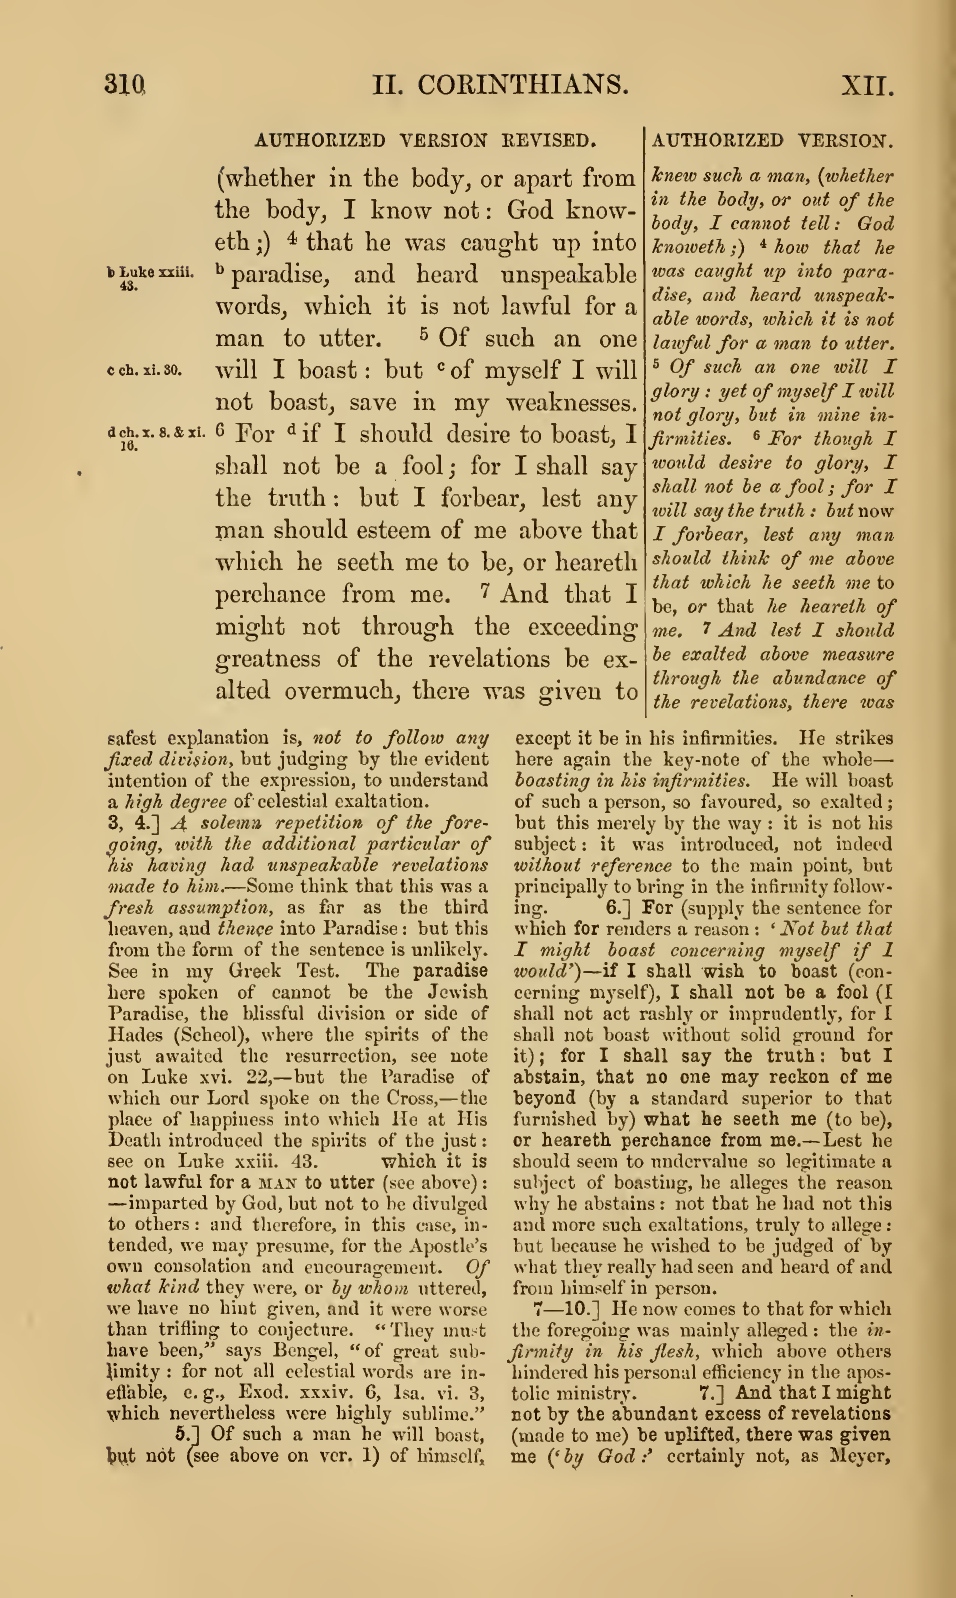 310
II. CORINTHIANS.
XII.
AUTHORIZED VERSION REVISED.
(whether in the body, or apart from
the body, I know not: God know-
eth;) 4 that he was caught up into
b Luke xxiii.
43.
b paradise, and heard unspeakable
words, which it is not lawful for a
man to utter. 5 Of such an one
c ch. xi. 30.
will I boast: but c of myself I will
not boast, save in my weaknesses.
d ch. x. 8. & xi.
16.
6 For d if I should desire to boast, I
shall not be a fool; for I shall say
the truth: but I forbear, lest any
man should esteem of me above that
which he seeth me to be, or heareth
perchance from me. 7 And that I
might not through the exceeding
greatness of the revelations be ex-
alted overmuch, there was given to
AUTHORIZED VERSION.
knew such a man, (whether
in the body, or out of the
body, I cannot tell: God
knoweth;) 4 how that he
was caught up into para-
dise, and heard unspeak-
able words, which it is not
lawful for a man to utter.
5 Of such an one will I
glory: yet of myself I will
not glory, but in mine in-
firmities. 6 For though I
would desire to glory, I
shall not be a fool; for I
will say the truth: but now
I forbear, lest any man
should think of me above
that which he seeth me to
be, or that he heareth of
me. 7 And lest I should
be exalted above measure
through the abundance of
the revelations, there was
safest explanation is, not to follow any
fixed division, but judging by the evident
intention of the expression, to understand
a high degree of celestial exaltation.
3, 4.] A solemn repetition of the fore-
going, with the additional particular of
his having had unspeakable revelations
made to him.—Some think that this was a
fresh assumption, as far as the third
heaven, and thence into Paradise: but this
from the form of the sentence is unlikely.
See in my Greek Test. The paradise
here spoken of cannot be the Jewish
Paradise, the blissful division or side of
Hades (Scheol), where the spirits of the
just awaited the resurrection, see note
on Luke xvi. 22,—but the Paradise of
which our Lord spoke on the Cross,—the
place of happiness into which He at His
Death introduced the spirits of the just:
see on Luke xxiii. 43. which it is
not lawful for a MAN to utter (see above):
—imparted by God, but not to be divulged
to others: and therefore, in this case, in-
tended, we may presume, for the Apostle's
own consolation and encouragement. Of
what kind they were, or by whom uttered,
we have no hint given, and it were worse
than trifling to conjecture. "They must
have been," says Bengel, "of great sub-
limity: for not all celestial words are in-
effable, e. g., Exod. xxxiv. 6, Isa. vi. 3,
which nevertheless were highly sublime."
5.] Of such a man he will boast,
but not (see above on ver. 1) of himself,
except it be in his infirmities. He strikes
here again the key-note of the whole—
boasting in his infirmities. He will boast
of such a person, so favoured, so exalted;
but this merely by the way: it is not his
subject: it was introduced, not indeed
without reference to the main point, but
principally to bring in the infirmity follow-
ing. 6.] For (supply the sentence for
which for renders a reason: 'Not but that
I might boast concerning myself if I
would')—if I shall wish to boast (con-
cerning myself), I shall not be a fool (I
shall not act rashly or imprudently, for I
shall not boast without solid ground for
it); for I shall say the truth: but I
abstain, that no one may reckon of me
beyond (by a standard superior to that
furnished by) what he seeth me (to be),
or heareth perchance from me.—Lest he
should seem to undervalue so legitimate a
subject of boasting, he alleges the reason
why he abstains: not that he had not this
and more such exaltations, truly to allege:
but because he wished to be judged of by
what they really had seen and heard of and
from himself in person.
7—10.] He now comes to that for which
the foregoing was mainly alleged: the in-
firmity in his flesh, which above others
hindered his personal efficiency in the apos-
tolic ministry. 7.] And that I might
not by the abundant excess of revelations
(made to me) be uplifted, there was given
me ('by God:' certainly not, as Meyer,